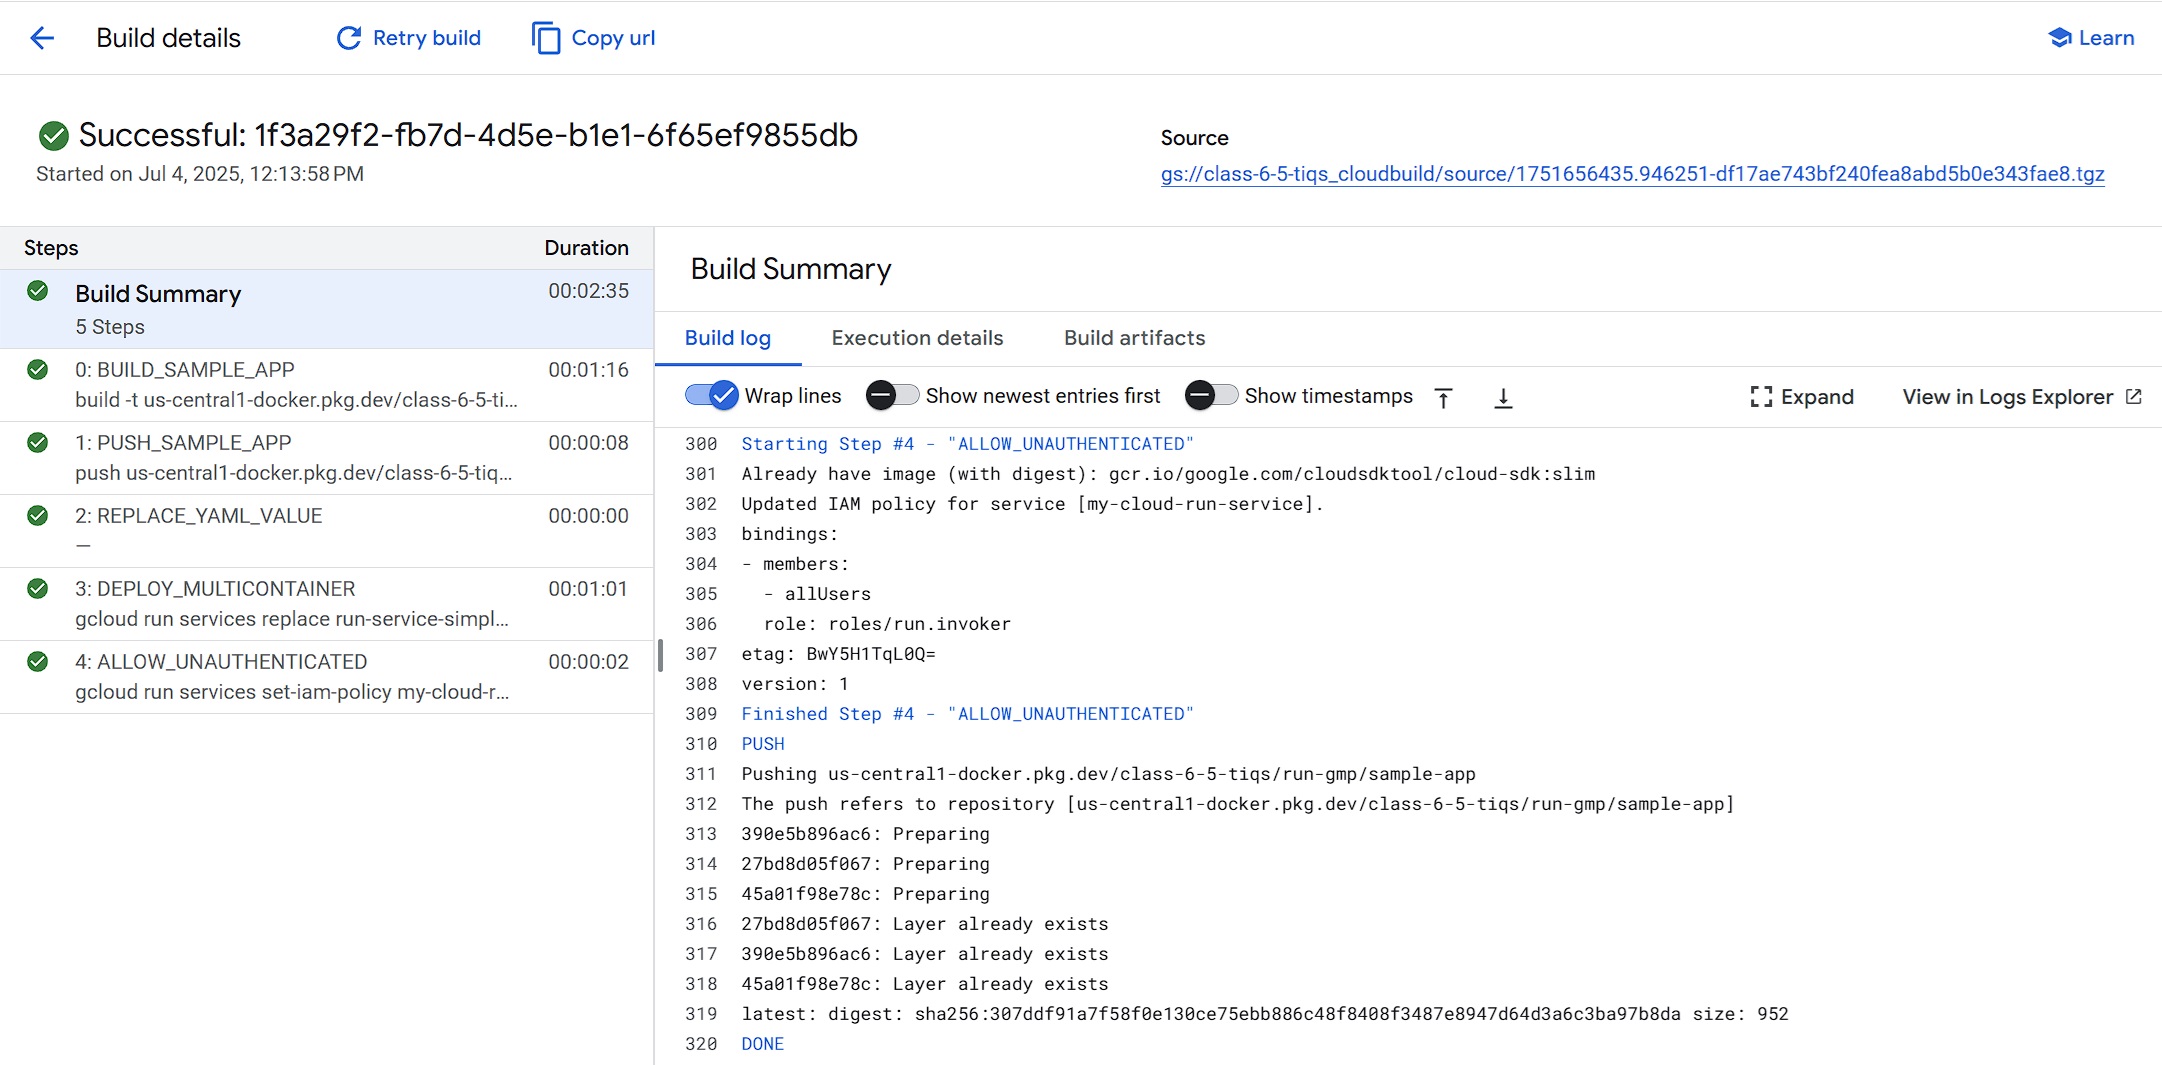 Build details
Retry build
Copy url
Learn
Successful: 1f3a29f2-fb7d-4d5e-b1e1-6f65ef9855db
Started on Jul 4, 2025, 12:13:58 PM
Source
gs://class-6-5-tiqs_cloudbuild/source/1751656435.946251-df17ae743bf240fea8abd5b0e343fae8.tgz
Steps Duration
Build Summary 00:02:35
5 Steps
0: BUILD_SAMPLE_APP 00:01:16
build -t us-central1-docker.pkg.dev/class-6-5-ti...
1: PUSH_SAMPLE_APP 00:00:08
push us-central1-docker.pkg.dev/class-6-5-tiq...
2: REPLACE_YAML_VALUE 00:00:00
—
3: DEPLOY_MULTICONTAINER 00:01:01
gcloud run services replace run-service-simpl...
4: ALLOW_UNAUTHENTICATED 00:00:02
gcloud run services set-iam-policy my-cloud-r...
Build Summary
Build log Execution details Build artifacts
Wrap lines Show newest entries first Show timestamps Expand View in Logs Explorer
300 Starting Step #4 - "ALLOW_UNAUTHENTICATED"
301 Already have image (with digest): gcr.io/google.com/cloudsdktool/cloud-sdk:slim
302 Updated IAM policy for service [my-cloud-run-service].
303 bindings:
304 - members:
305   - allUsers
306   role: roles/run.invoker
307 etag: BwY5H1TqL0Q=
308 version: 1
309 Finished Step #4 - "ALLOW_UNAUTHENTICATED"
310 PUSH
311 Pushing us-central1-docker.pkg.dev/class-6-5-tiqs/run-gmp/sample-app
312 The push refers to repository [us-central1-docker.pkg.dev/class-6-5-tiqs/run-gmp/sample-app]
313 390e5b896ac6: Preparing
314 27bd8d05f067: Preparing
315 45a01f98e78c: Preparing
316 27bd8d05f067: Layer already exists
317 390e5b896ac6: Layer already exists
318 45a01f98e78c: Layer already exists
319 latest: digest: sha256:307ddf91a7f58f0e130ce75ebb886c48f8408f3487e8947d64d3a6c3ba97b8da size: 952
320 DONE